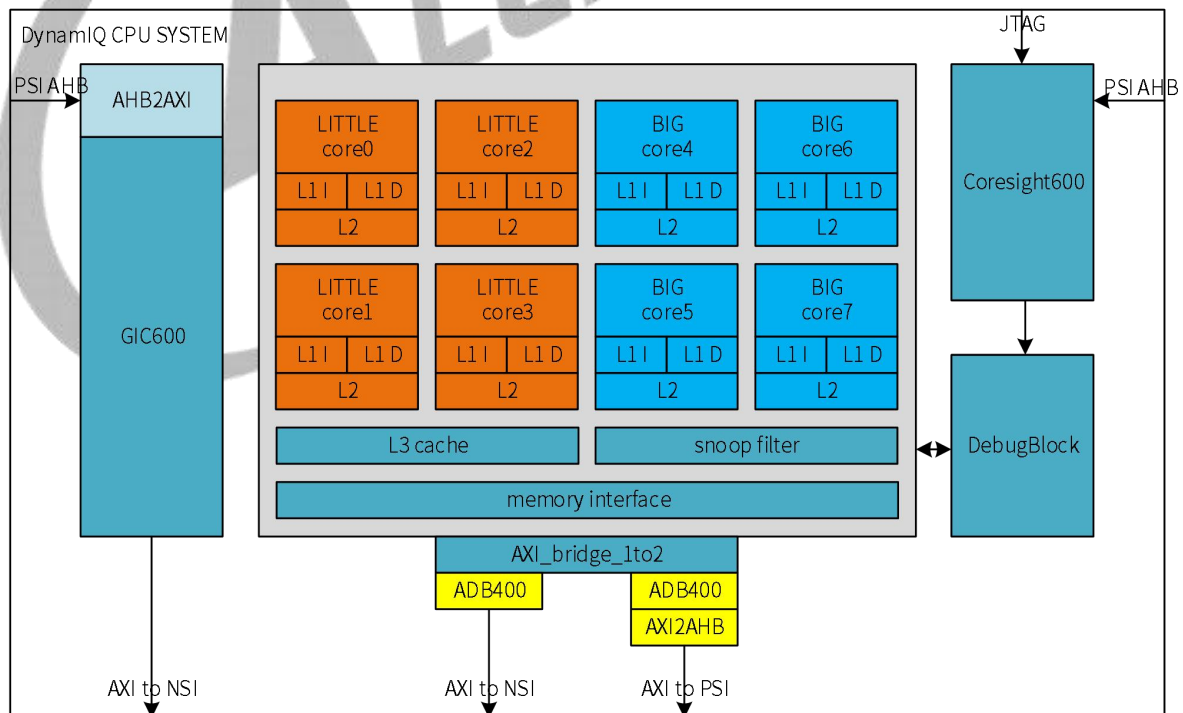 DynamIQ CPU SYSTEM
JTAG
PSI AHB
AHB2AXI
PSI AHB
LITTLE
core0
L1 I
L1 D
L2
LITTLE
core2
L1 I
L1 D
L2
BIG
core4
L1 I
L1 D
L2
BIG
core6
L1 I
L1 D
L2
Coresight600
GIC600
LITTLE
core1
L1 I
L1 D
L2
LITTLE
core3
L1 I
L1 D
L2
BIG
core5
L1 I
L1 D
L2
BIG
core7
L1 I
L1 D
L2
L3 cache
snoop filter
DebugBlock
memory interface
AXI_bridge_1to2
ADB400
ADB400
AXI2AHB
AXI to NSI
AXI to NSI
AXI to PSI